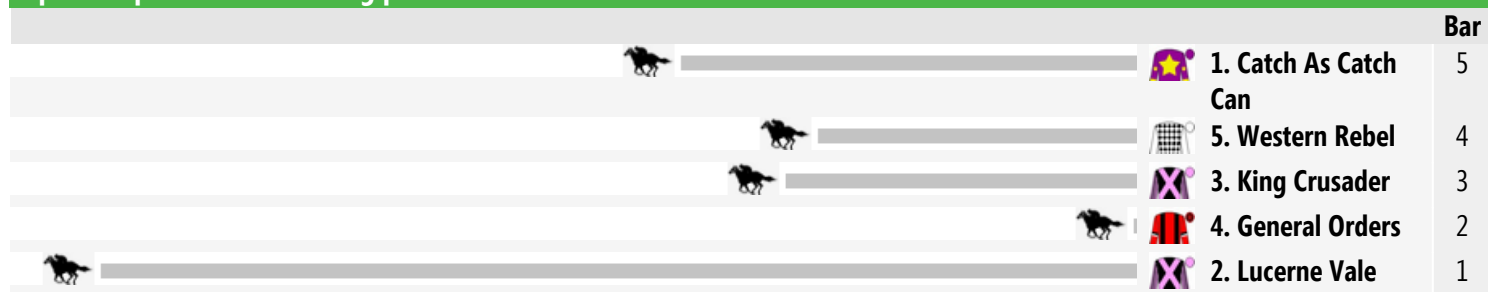 Bar
1. Catch As Catch 5
Can
5. Western Rebel 4
3. King Crusader 3
4. General Orders 2
2. Lucerne Vale 1